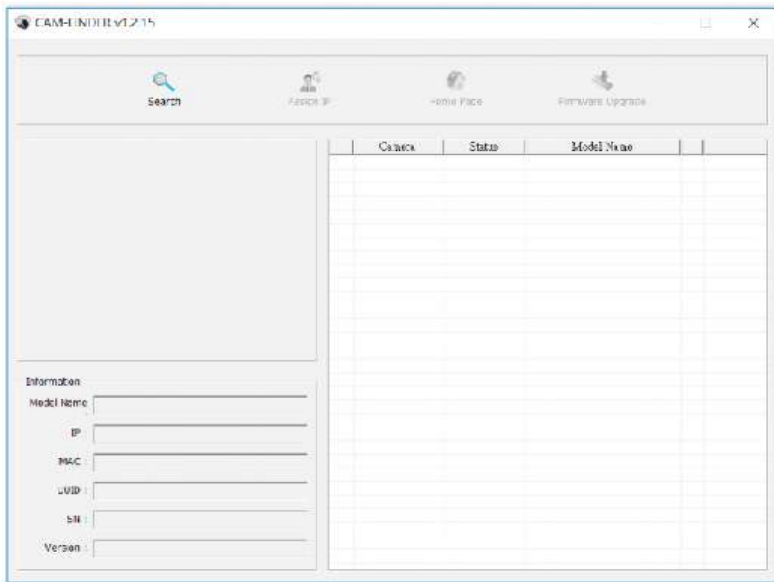 CAM-FINDER v1.2.15
Search
Assign IP
Home Page
Firmware Upgrade
Camera Status Model Name
Information
Model Name
IP
MAC :
UUID :
SN :
Version :